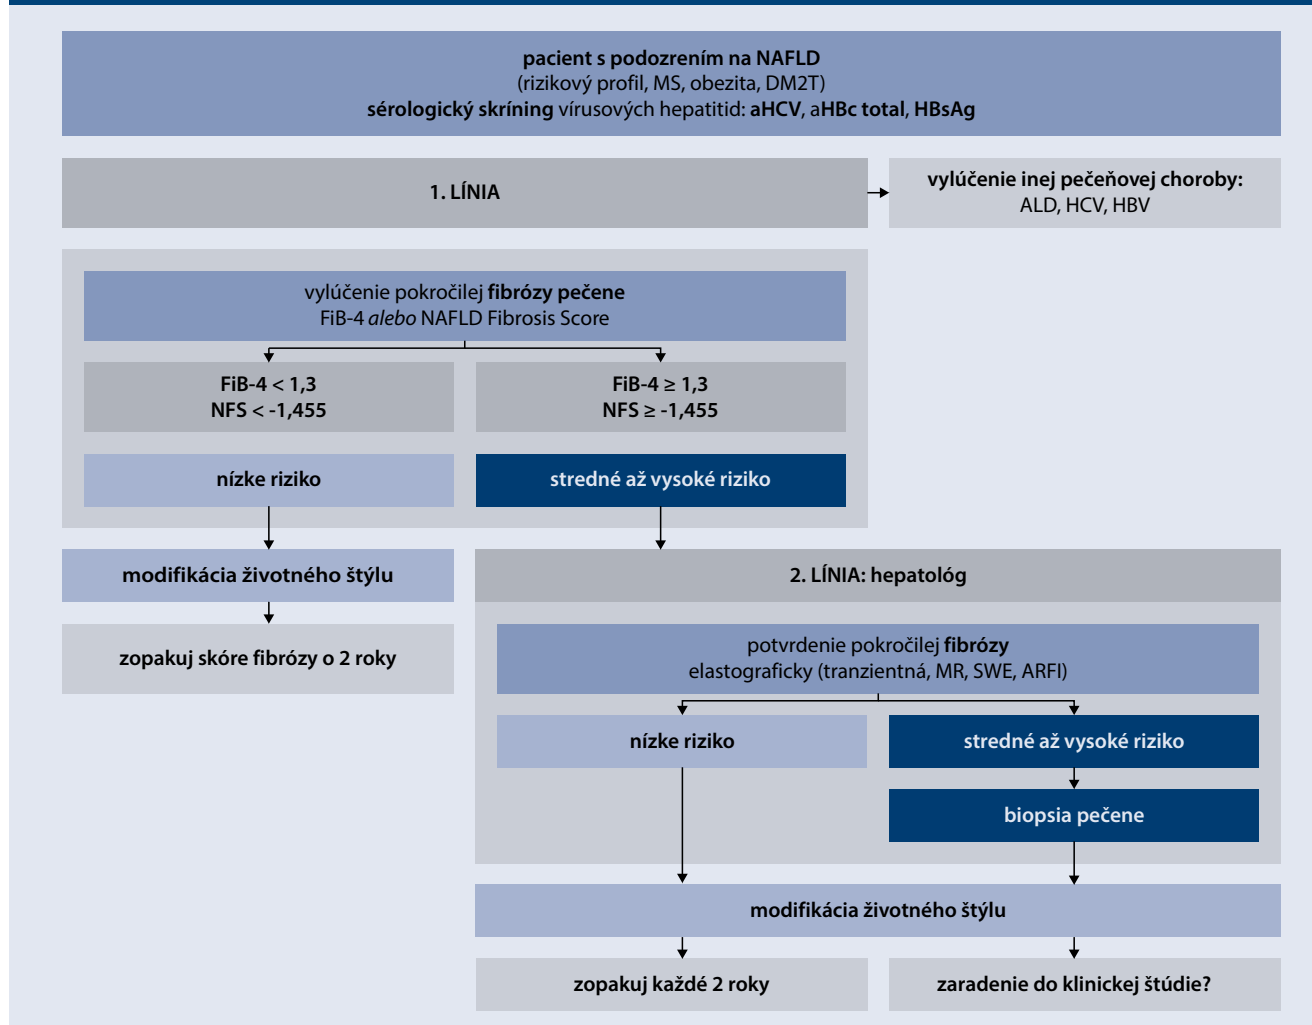 pacient s podozrením na NAFLD
(rizikový profil, MS, obezita, DM2T)
sérologický skríning vírusových hepatitid: aHCV, aHBc total, HBsAg
1. LÍNIA
vylúčenie inej pečeňovej choroby:
ALD, HCV, HBV
vylúčenie pokročilej fibrózy pečene
FiB-4 alebo NAFLD Fibrosis Score
FiB-4 < 1,3
NFS < -1,455
FiB-4 ≥ 1,3
NFS ≥ -1,455
nízke riziko
stredné až vysoké riziko
modifikácia životného štýlu
zopakuj skóre fibrózy o 2 roky
2. LÍNIA: hepatológ
potvrdenie pokročilej fibrózy
elastograficky (tranzientná, MR, SWE, ARFI)
nízke riziko
stredné až vysoké riziko
biopsia pečene
modifikácia životného štýlu
zopakuj každé 2 roky
zaradenie do klinickej štúdie?